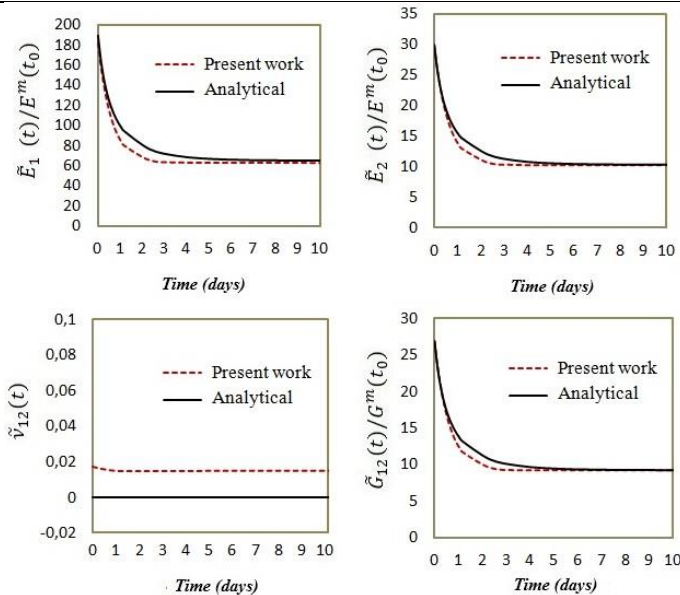 Ẽ₁ (t)/Eᵐ(t₀)
200
180
160
140
120
100
80
60
40
20
0
Present work
Analytical
0 1 2 3 4 5 6 7 8 9 10
Time (days)
Ẽ₂ (t)/Eᵐ(t₀)
35
30
25
20
15
10
5
0
Present work
Analytical
0 1 2 3 4 5 6 7 8 9 10
Time (days)
ṽ₁₂(t)
0,1
0,08
0,06
0,04
0,02
0
-0,02
Present work
Analytical
0 1 2 3 4 5 6 7 8 9 10
Time (days)
G̃₁₂(t)/Gᵐ(t₀)
30
25
20
15
10
5
0
Present work
Analytical
0 1 2 3 4 5 6 7 8 9 10
Time (days)